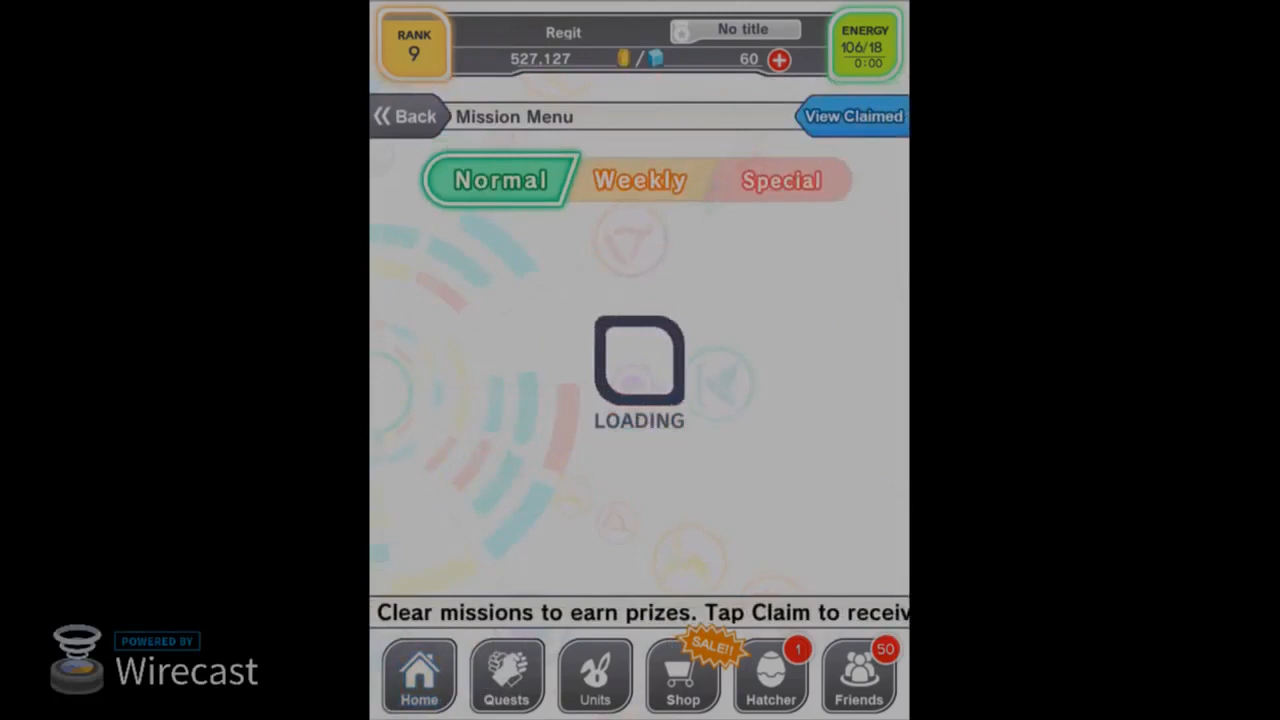 RANK
9
Regit
No title
527,127
/
60
ENERGY
106/18
0:00
Back
Mission Menu
View Claimed
Normal
Weekly
Special
LOADING
Clear missions to earn prizes. Tap Claim to receiv
SALE!!
1
50
Home
Quests
Units
Shop
Hatcher
Friends
POWERED BY
Wirecast